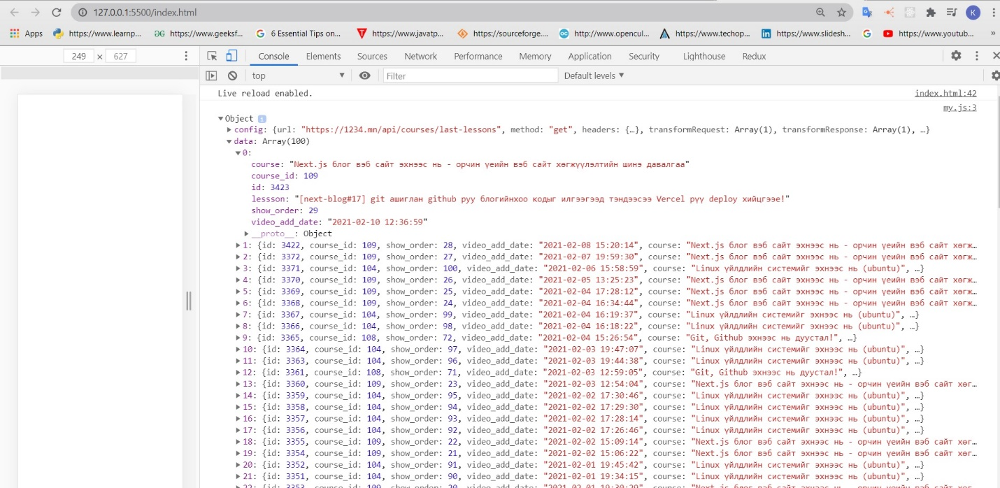 127.0.0.1:5500/index.html
K
Apps https://www.learnp... https://www.geeksf... 6 Essential Tips on... https://www.javatp... https://sourceforge.... http://www.opencul... https://www.techop... https://www.slidesh... https://www.youtub... »
249 × 627 Console Elements Sources Network Performance Memory Application Security Lighthouse Redux
top Filter Default levels
Live reload enabled. index.html:42
my.js:3
Object
config: {url: "https://1234.mn/api/courses/last-lessons", method: "get", headers: {…}, transformRequest: Array(1), transformResponse: Array(1), …}
data: Array(100)
0:
course: "Next.js блог вэб сайт эхнээс нь - орчин үеийн вэб сайт хөгжүүлэлтийн шинэ давалгаа"
course_id: 109
id: 3423
lessson: "[next-blog#17] git ашиглан github руу блогийнхоо кодыг илгээгээд тэндээсээ Vercel рүү deploy хийцгээе!"
show_order: 29
video_add_date: "2021-02-10 12:36:59"
__proto__: Object
1: {id: 3422, course_id: 109, show_order: 28, video_add_date: "2021-02-08 15:20:14", course: "Next.js блог вэб сайт эхнээс нь - орчин үеийн вэб сайт хөгж…
2: {id: 3372, course_id: 109, show_order: 27, video_add_date: "2021-02-07 19:59:30", course: "Next.js блог вэб сайт эхнээс нь - орчин үеийн вэб сайт хөгж…
3: {id: 3371, course_id: 104, show_order: 100, video_add_date: "2021-02-06 15:58:59", course: "Linux үйлдлийн системийг эхнээс нь (ubuntu)", …}
4: {id: 3370, course_id: 109, show_order: 26, video_add_date: "2021-02-05 13:25:23", course: "Next.js блог вэб сайт эхнээс нь - орчин үеийн вэб сайт хөгж…
5: {id: 3369, course_id: 109, show_order: 25, video_add_date: "2021-02-04 17:28:12", course: "Next.js блог вэб сайт эхнээс нь - орчин үеийн вэб сайт хөгж…
6: {id: 3368, course_id: 109, show_order: 24, video_add_date: "2021-02-04 16:34:44", course: "Next.js блог вэб сайт эхнээс нь - орчин үеийн вэб сайт хөгж…
7: {id: 3367, course_id: 104, show_order: 99, video_add_date: "2021-02-04 16:19:37", course: "Linux үйлдлийн системийг эхнээс нь (ubuntu)", …}
8: {id: 3366, course_id: 104, show_order: 98, video_add_date: "2021-02-04 16:18:22", course: "Linux үйлдлийн системийг эхнээс нь (ubuntu)", …}
9: {id: 3365, course_id: 108, show_order: 72, video_add_date: "2021-02-04 15:26:54", course: "Git, Github эхнээс нь дуустал!", …}
10: {id: 3364, course_id: 104, show_order: 97, video_add_date: "2021-02-03 19:47:07", course: "Linux үйлдлийн системийг эхнээс нь (ubuntu)", …}
11: {id: 3363, course_id: 104, show_order: 96, video_add_date: "2021-02-03 19:44:38", course: "Linux үйлдлийн системийг эхнээс нь (ubuntu)", …}
12: {id: 3361, course_id: 108, show_order: 71, video_add_date: "2021-02-03 12:59:05", course: "Git, Github эхнээс нь дуустал!", …}
13: {id: 3360, course_id: 109, show_order: 23, video_add_date: "2021-02-03 12:54:04", course: "Next.js блог вэб сайт эхнээс нь - орчин үеийн вэб сайт хөг…
14: {id: 3359, course_id: 104, show_order: 95, video_add_date: "2021-02-02 17:30:46", course: "Linux үйлдлийн системийг эхнээс нь (ubuntu)", …}
15: {id: 3358, course_id: 104, show_order: 94, video_add_date: "2021-02-02 17:29:30", course: "Linux үйлдлийн системийг эхнээс нь (ubuntu)", …}
16: {id: 3357, course_id: 104, show_order: 93, video_add_date: "2021-02-02 17:28:14", course: "Linux үйлдлийн системийг эхнээс нь (ubuntu)", …}
17: {id: 3356, course_id: 104, show_order: 92, video_add_date: "2021-02-02 17:26:46", course: "Linux үйлдлийн системийг эхнээс нь (ubuntu)", …}
18: {id: 3355, course_id: 109, show_order: 22, video_add_date: "2021-02-02 15:09:14", course: "Next.js блог вэб сайт эхнээс нь - орчин үеийн вэб сайт хөг…
19: {id: 3354, course_id: 109, show_order: 21, video_add_date: "2021-02-02 15:06:22", course: "Next.js блог вэб сайт эхнээс нь - орчин үеийн вэб сайт хөг…
20: {id: 3352, course_id: 104, show_order: 91, video_add_date: "2021-02-01 19:45:42", course: "Linux үйлдлийн системийг эхнээс нь (ubuntu)", …}
21: {id: 3351, course_id: 104, show_order: 90, video_add_date: "2021-02-01 19:34:15", course: "Linux үйлдлийн системийг эхнээс нь (ubuntu)", …}